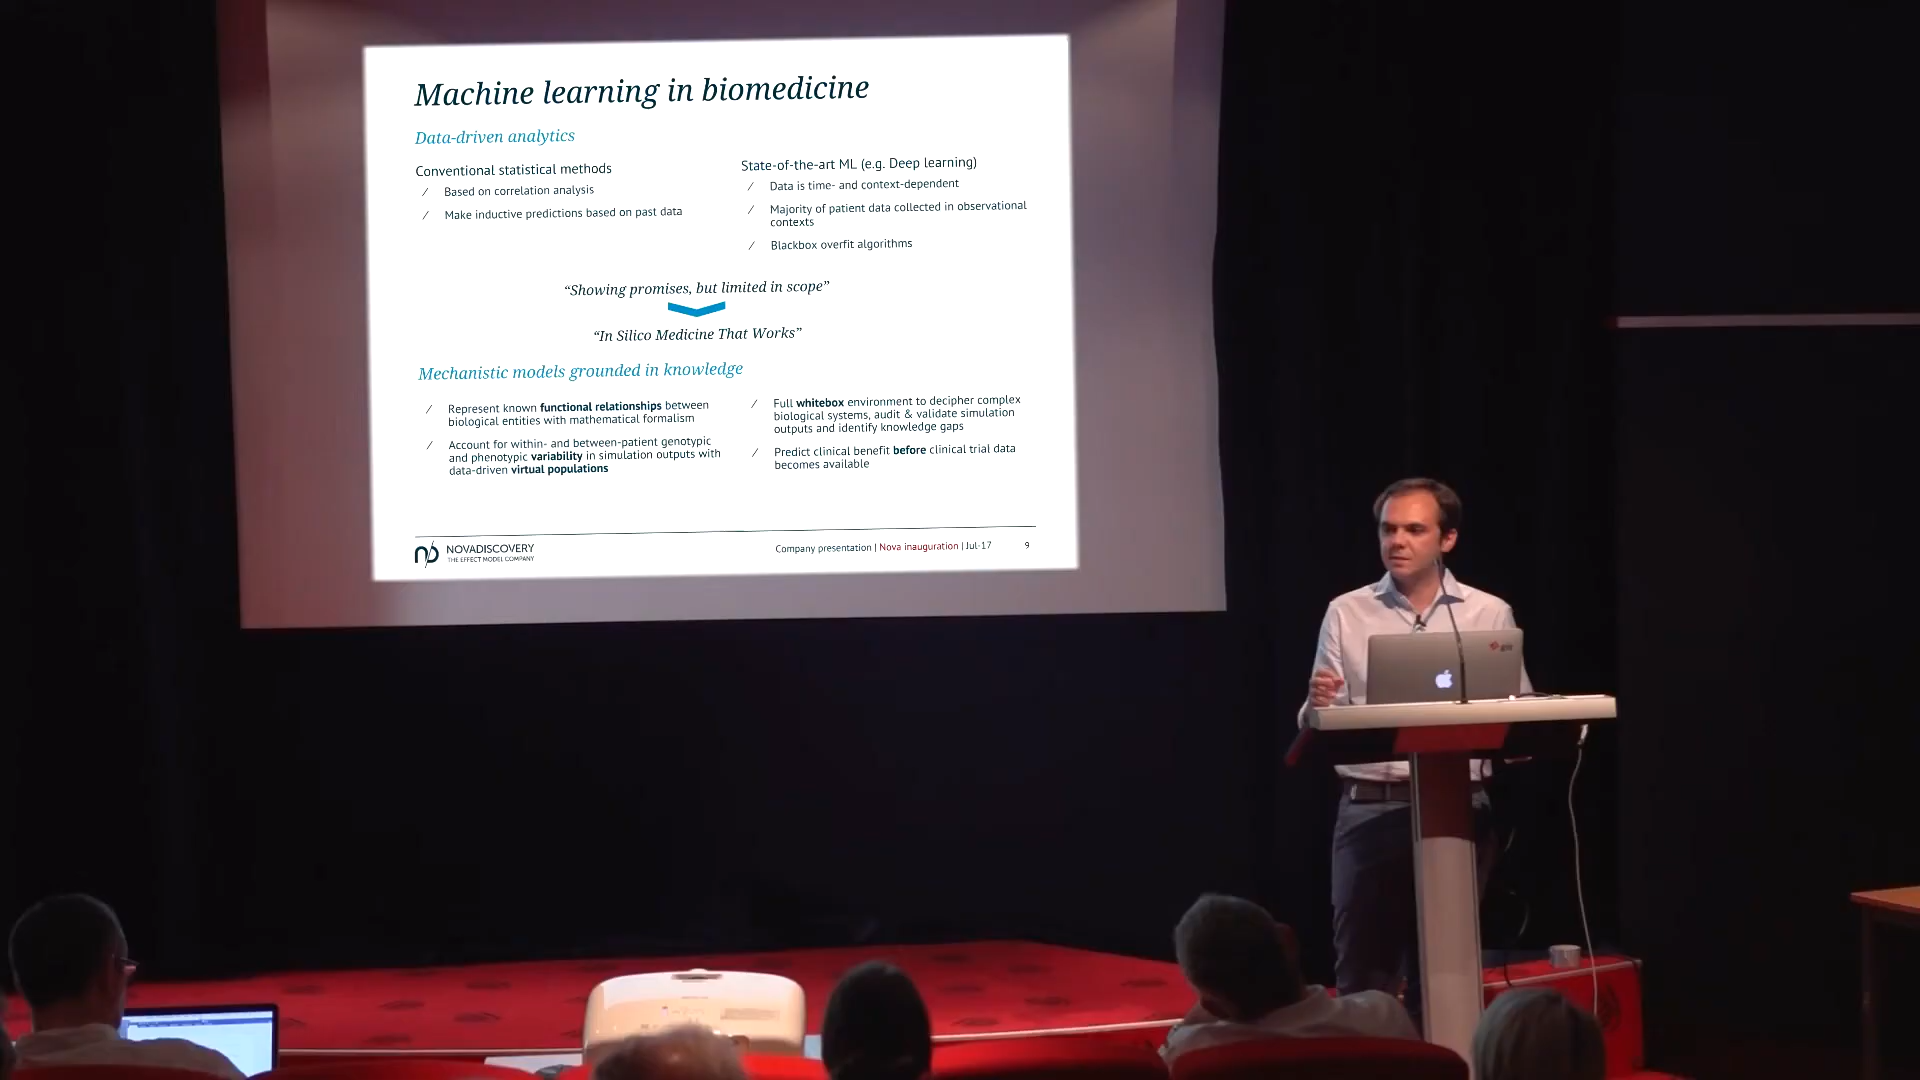 Machine learning in biomedicine
Data-driven analytics
Conventional statistical methods
/ Based on correlation analysis
/ Make inductive predictions based on past data
State-of-the-art ML (e.g. Deep learning)
/ Data is time- and context-dependent
/ Majority of patient data collected in observational
contexts
/ Blackbox overfit algorithms
“Showing promises, but limited in scope”
“In Silico Medicine That Works”
Mechanistic models grounded in knowledge
/ Represent known functional relationships between
biological entities with mathematical formalism
/ Account for within- and between-patient genotypic
and phenotypic variability in simulation outputs with
data-driven virtual populations
/ Full whitebox environment to decipher complex
biological systems, audit & validate simulation
outputs and identify knowledge gaps
/ Predict clinical benefit before clinical trial data
becomes available
NOVADISCOVERY
THE EFFECT MODEL COMPANY
Company presentation | Nova inauguration | Jul-17 9